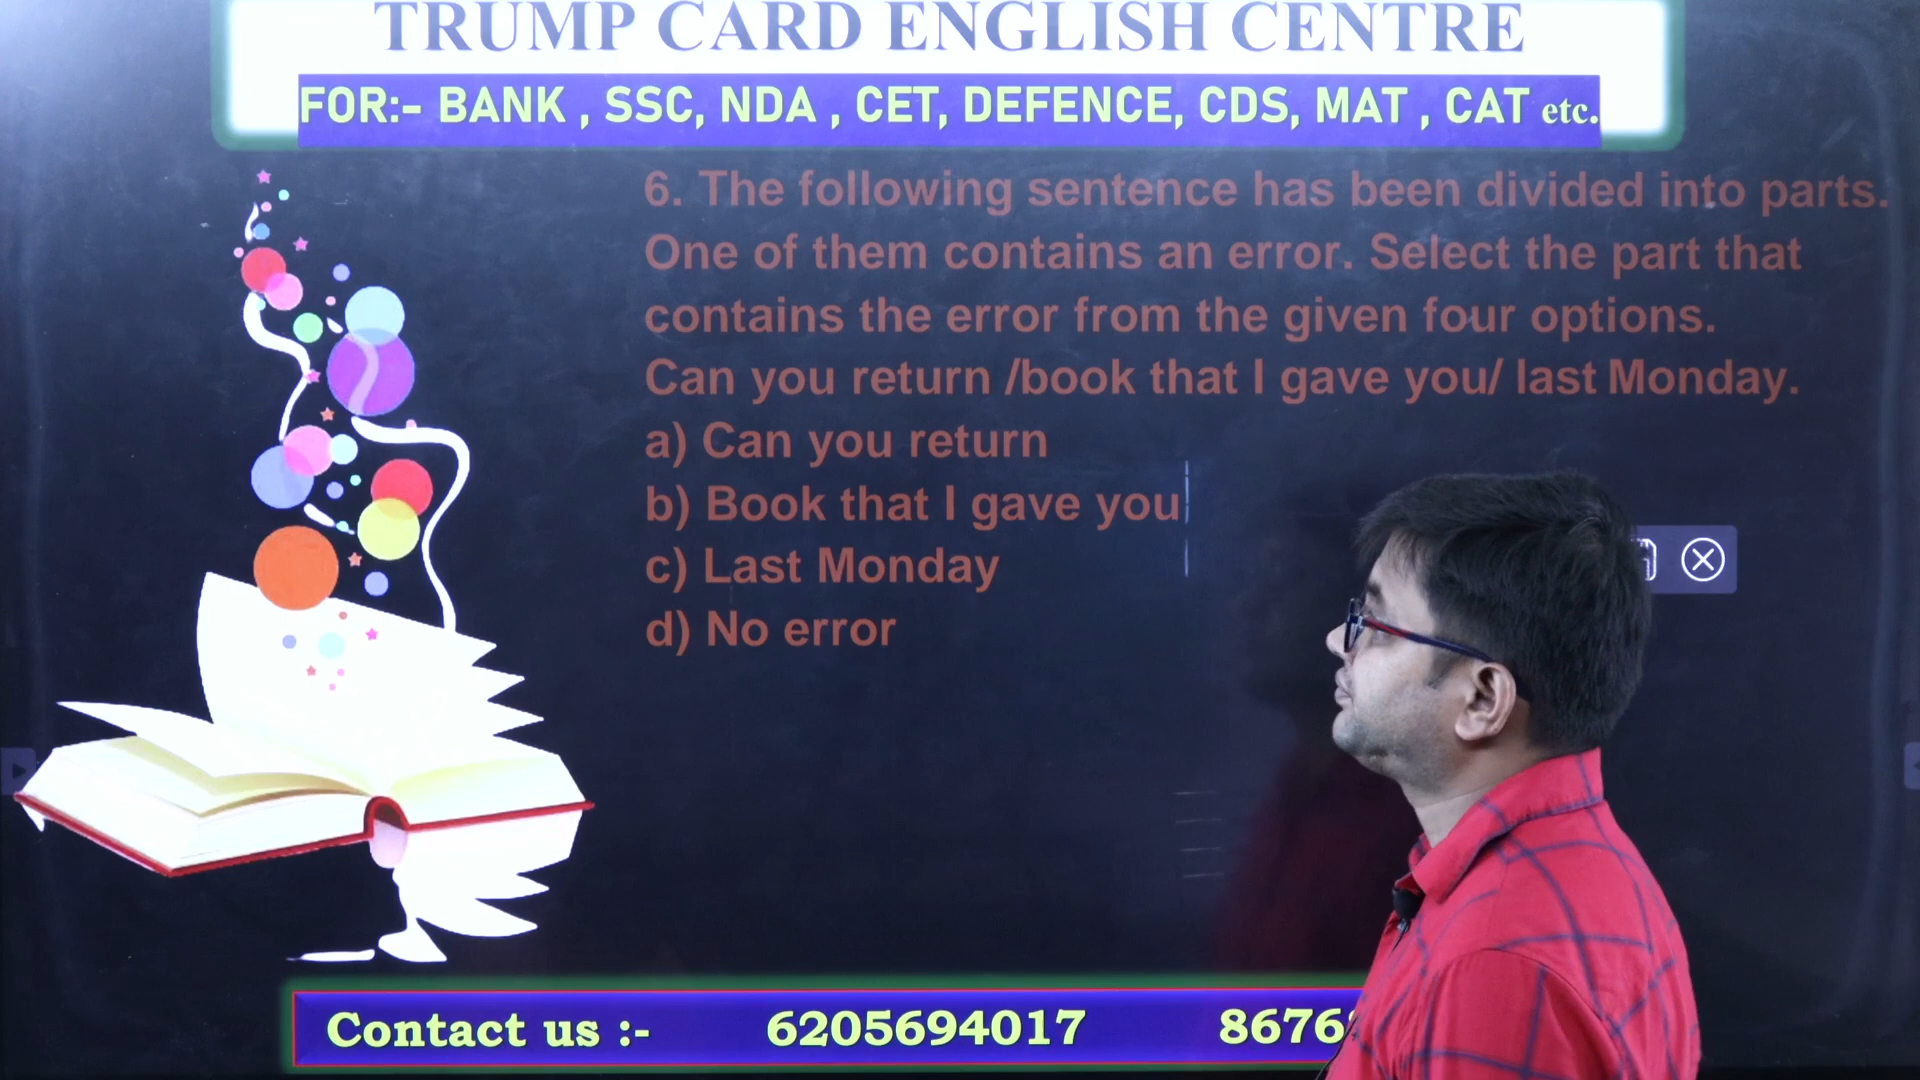 TRUMP CARD ENGLISH CENTRE
FOR:- BANK , SSC, NDA , CET, DEFENCE, CDS, MAT , CAT etc.
6. The following sentence has been divided into parts.
One of them contains an error. Select the part that
contains the error from the given four options.
Can you return /book that I gave you/ last Monday.
a) Can you return
b) Book that I gave you
c) Last Monday
d) No error
Contact us :- 6205694017 8676